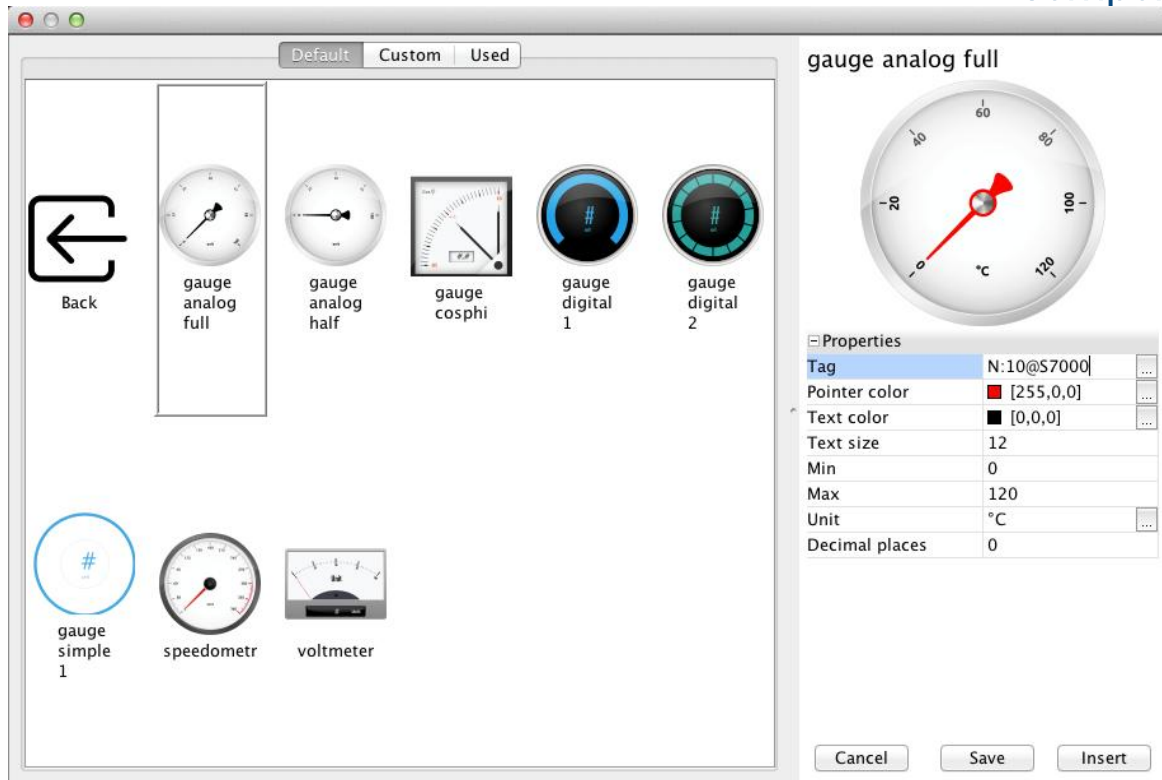 Default Custom Used
Back
gauge
analog
full
gauge
analog
half
gauge
cosphi
#
gauge
digital
1
#
gauge
digital
2
#
gauge
simple
1
speedometr
voltmeter
gauge analog full
0
20
40
60
80
100
120
°C
Properties
Tag N:10@S7000 ...
Pointer color [255,0,0] ...
Text color [0,0,0] ...
Text size 12
Min 0
Max 120
Unit °C ...
Decimal places 0
Cancel Save Insert